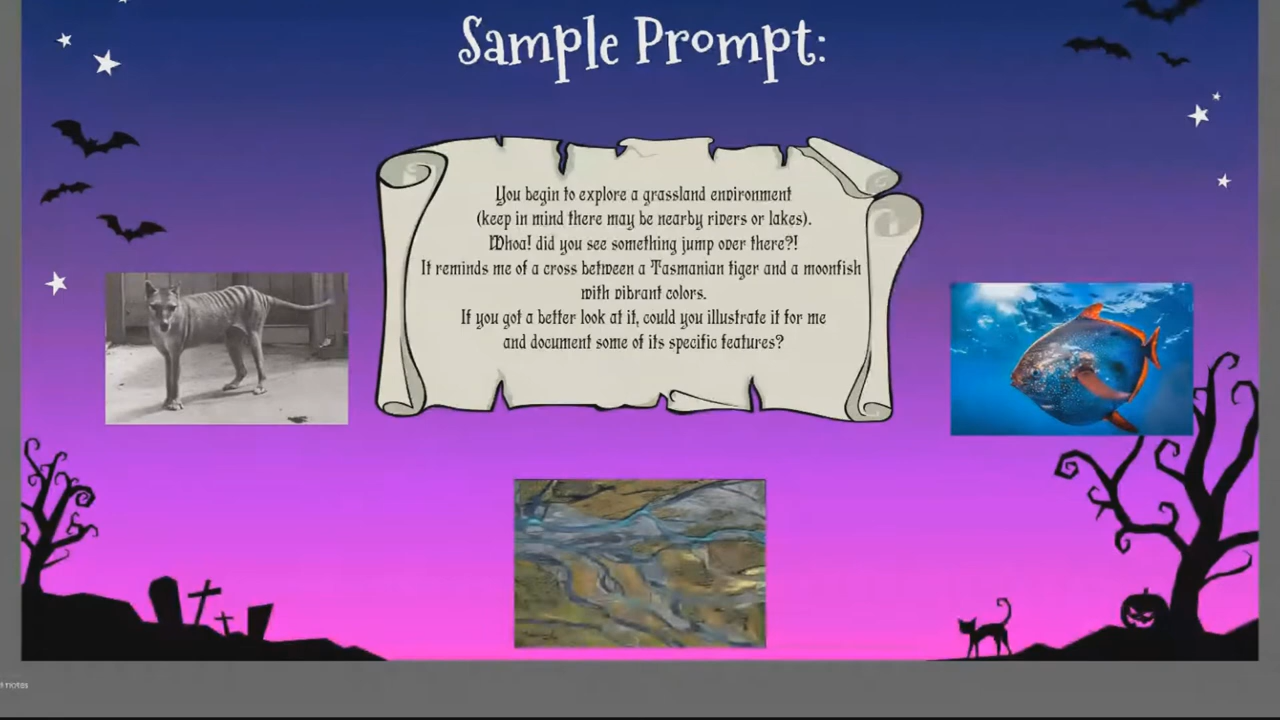 Sample Prompt:
You begin to explore a grassland environment
(keep in mind there may be nearby rivers or lakes).
Whoa! did you see something jump over there?!
It reminds me of a cross between a Tasmanian tiger and a moonfish
with vibrant colors.
If you got a better look at it, could you illustrate it for me
and document some of its specific features?
notes